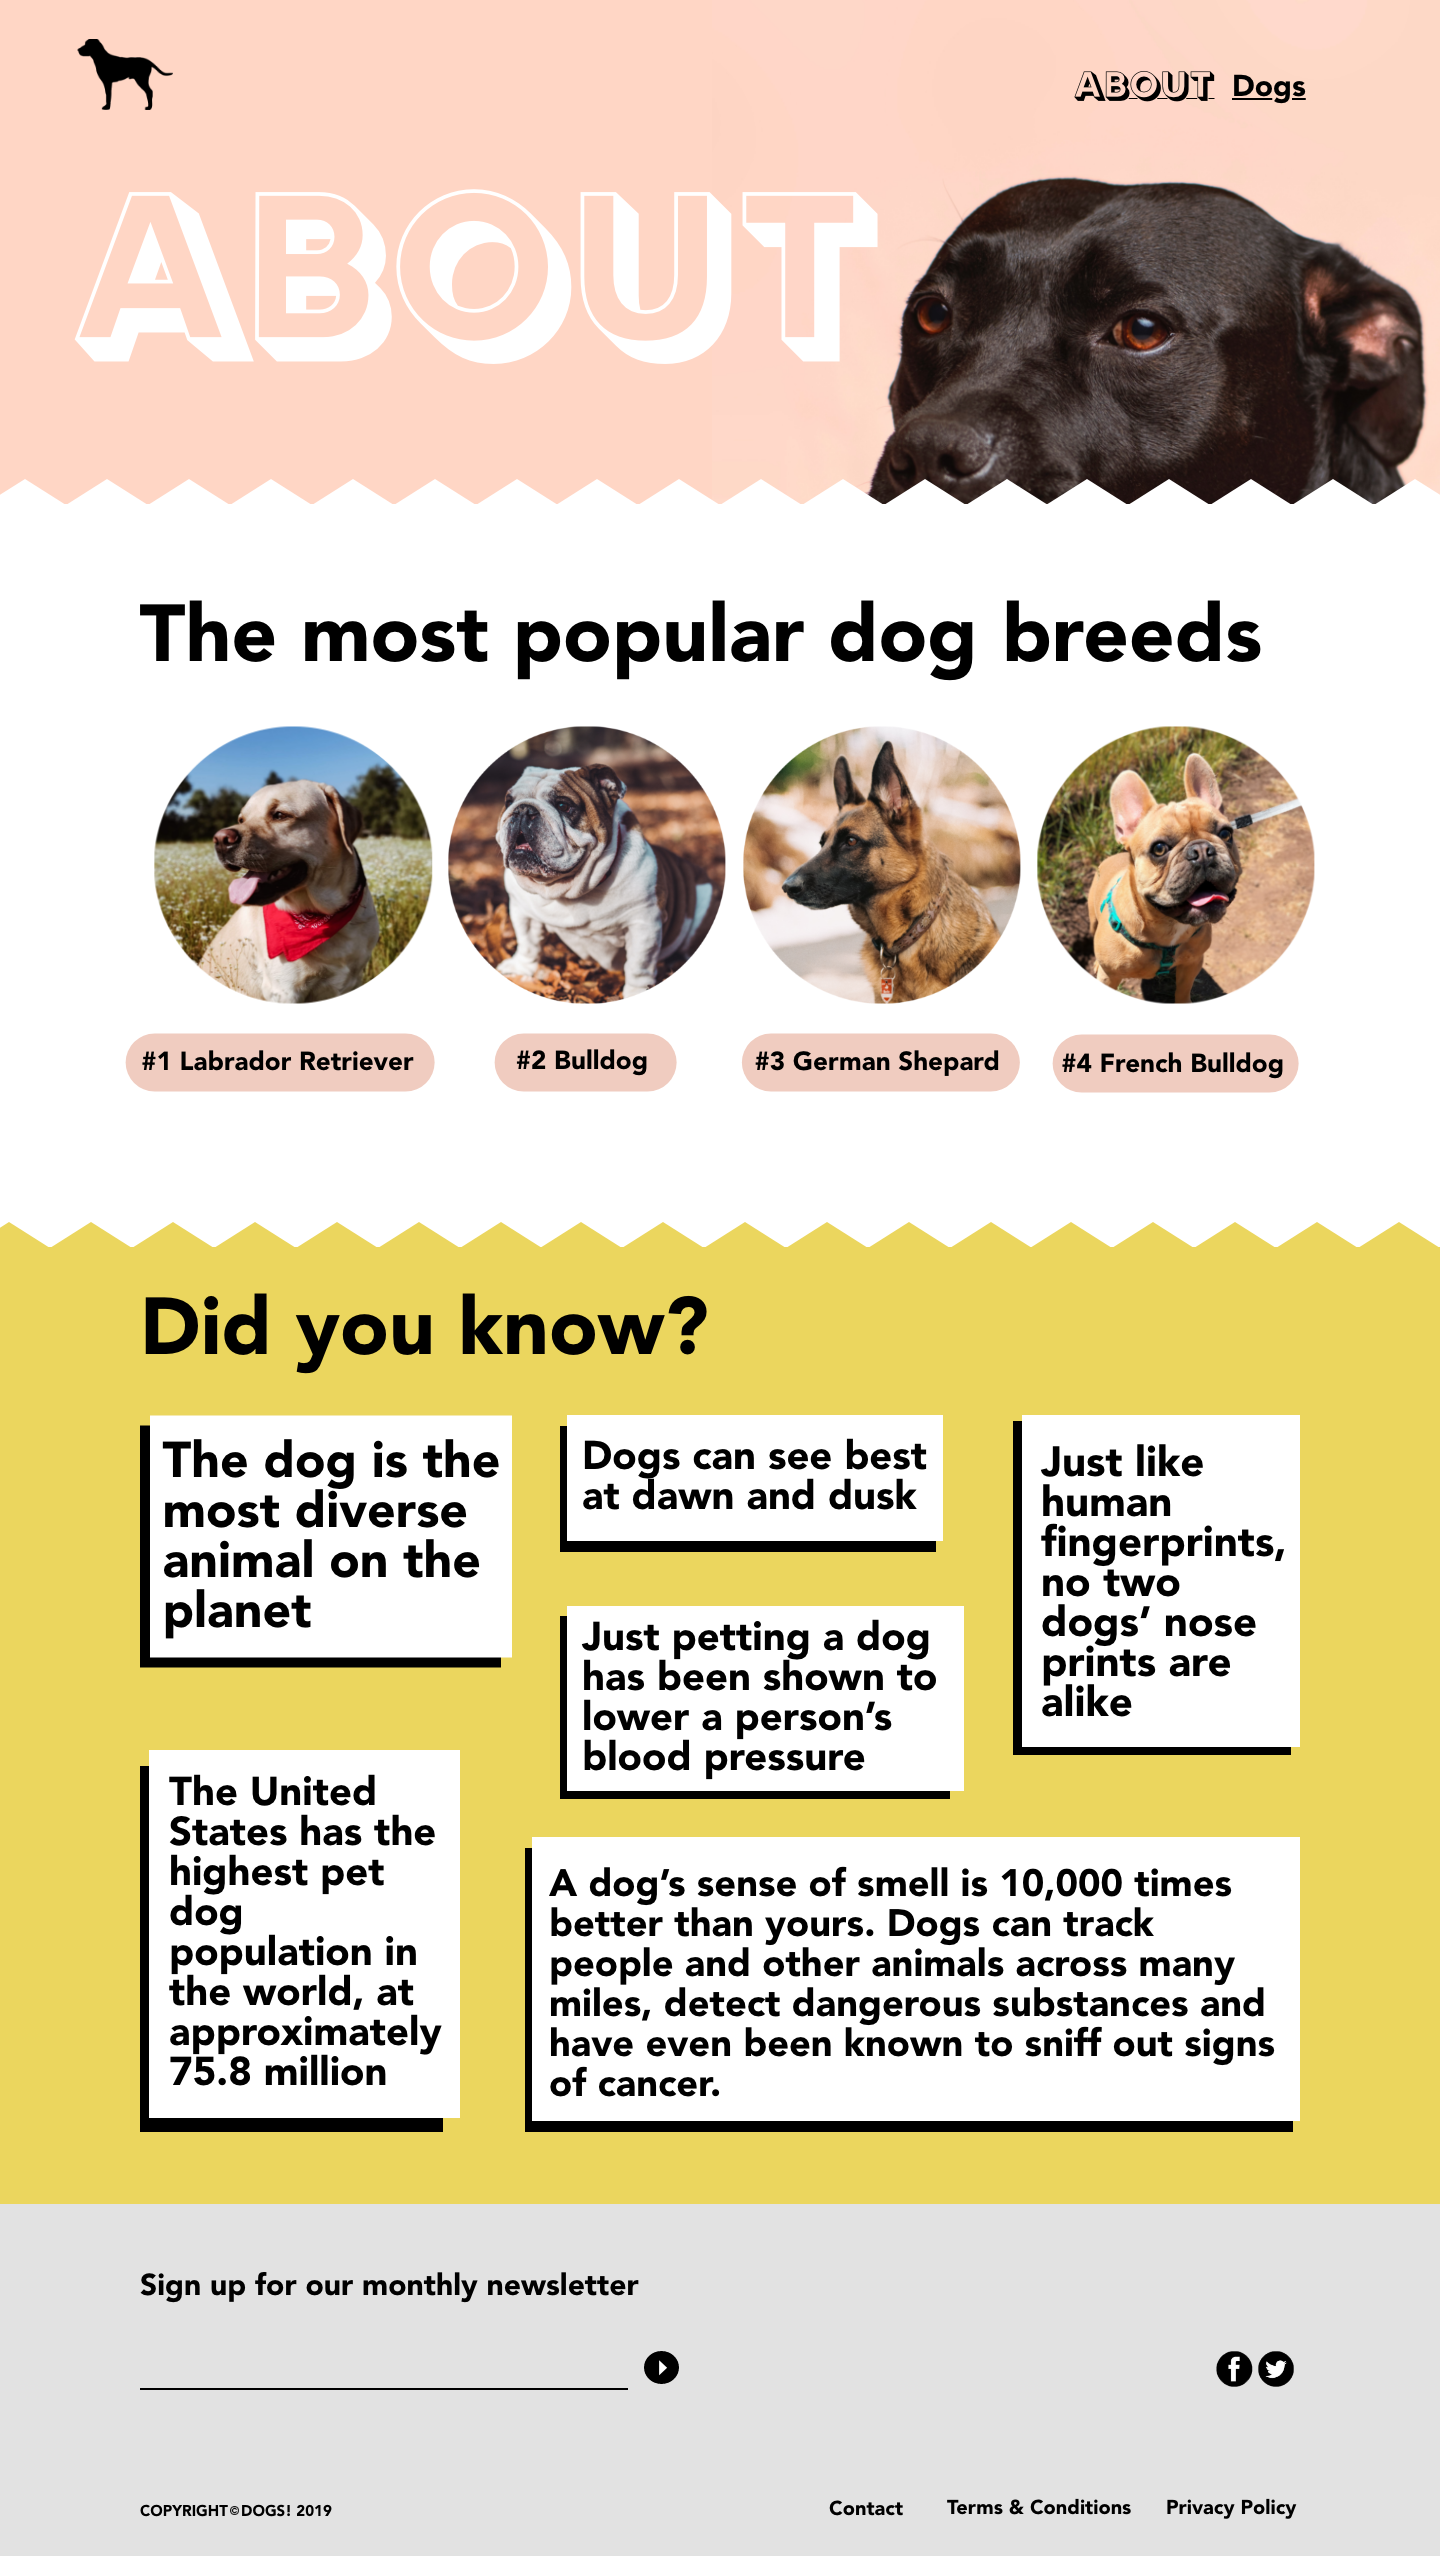 ABOUT Dogs
ABOUT
The most popular dog breeds
#1 Labrador Retriever
#2 Bulldog
#3 German Shepard
#4 French Bulldog
Did you know?
The dog is the
most diverse
animal on the
planet
Dogs can see best
at dawn and dusk
Just like
human
fingerprints,
no two
dogs’ nose
prints are
alike
Just petting a dog
has been shown to
lower a person’s
blood pressure
The United
States has the
highest pet
dog
population in
the world, at
approximately
75.8 million
A dog’s sense of smell is 10,000 times
better than yours. Dogs can track
people and other animals across many
miles, detect dangerous substances and
have even been known to sniff out signs
of cancer.
Sign up for our monthly newsletter
COPYRIGHT©DOGS! 2019
Contact
Terms & Conditions
Privacy Policy